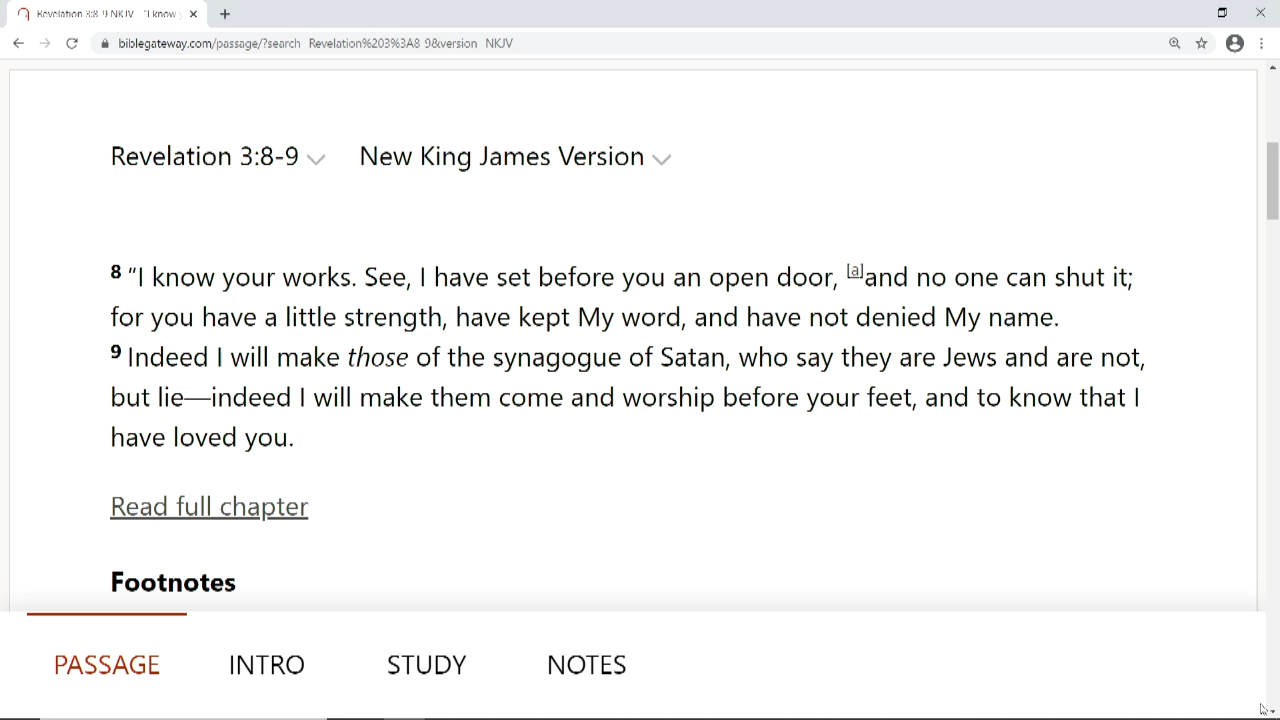 Revelation 3:8-9 NKJV - "I know
biblegateway.com/passage/?search Revelation%203%3A8 9&version NKJV
Revelation 3:8-9 New King James Version
8 “I know your works. See, I have set before you an open door, [a]and no one can shut it;
for you have a little strength, have kept My word, and have not denied My name.
9 Indeed I will make those of the synagogue of Satan, who say they are Jews and are not,
but lie—indeed I will make them come and worship before your feet, and to know that I
have loved you.
Read full chapter
Footnotes
PASSAGE INTRO STUDY NOTES